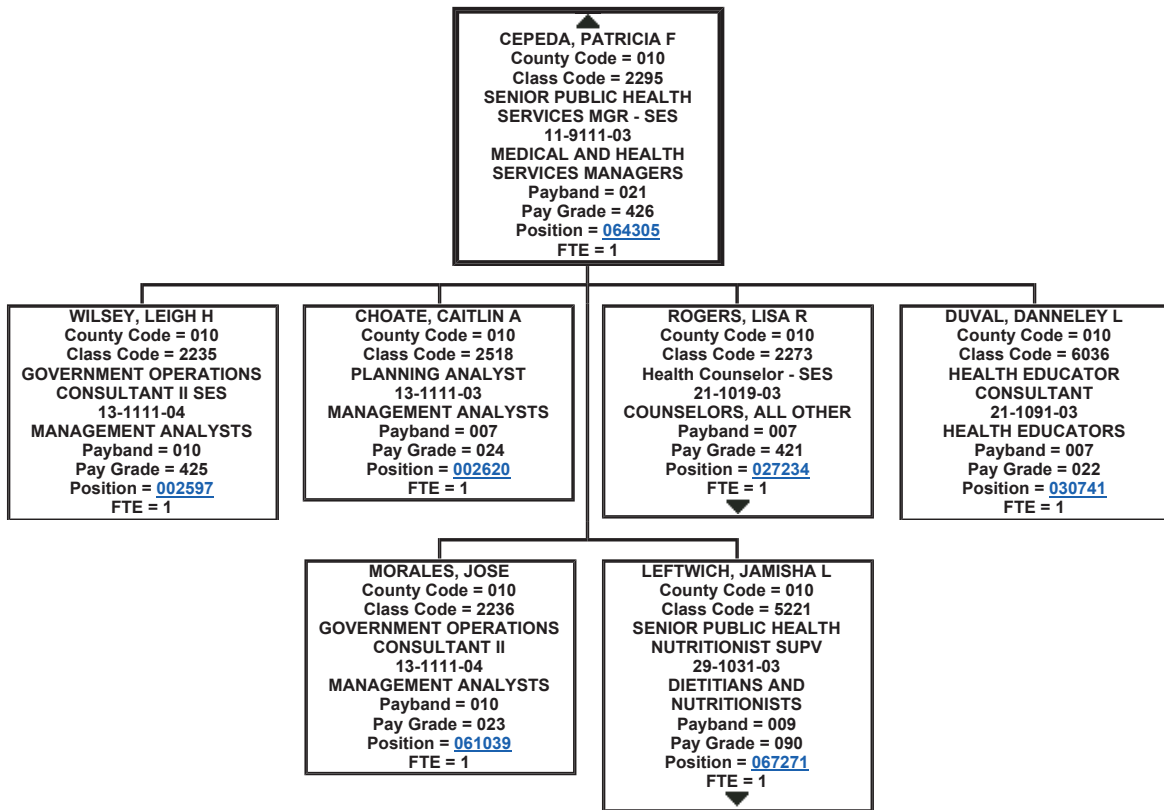 CEPEDA, PATRICIA F
County Code = 010
Class Code = 2295
SENIOR PUBLIC HEALTH
SERVICES MGR - SES
11-9111-03
MEDICAL AND HEALTH
SERVICES MANAGERS
Payband = 021
Pay Grade = 426
Position = 064305
FTE = 1
WILSEY, LEIGH H
County Code = 010
Class Code = 2235
GOVERNMENT OPERATIONS
CONSULTANT II SES
13-1111-04
MANAGEMENT ANALYSTS
Payband = 010
Pay Grade = 425
Position = 002597
FTE = 1
CHOATE, CAITLIN A
County Code = 010
Class Code = 2518
PLANNING ANALYST
13-1111-03
MANAGEMENT ANALYSTS
Payband = 007
Pay Grade = 024
Position = 002620
FTE = 1
ROGERS, LISA R
County Code = 010
Class Code = 2273
Health Counselor - SES
21-1019-03
COUNSELORS, ALL OTHER
Payband = 007
Pay Grade = 421
Position = 027234
FTE = 1
DUVAL, DANNELEY L
County Code = 010
Class Code = 6036
HEALTH EDUCATOR
CONSULTANT
21-1091-03
HEALTH EDUCATORS
Payband = 007
Pay Grade = 022
Position = 030741
FTE = 1
MORALES, JOSE
County Code = 010
Class Code = 2236
GOVERNMENT OPERATIONS
CONSULTANT II
13-1111-04
MANAGEMENT ANALYSTS
Payband = 010
Pay Grade = 023
Position = 061039
FTE = 1
LEFTWICH, JAMISHA L
County Code = 010
Class Code = 5221
SENIOR PUBLIC HEALTH
NUTRITIONIST SUPV
29-1031-03
DIETITIANS AND
NUTRITIONISTS
Payband = 009
Pay Grade = 090
Position = 067271
FTE = 1